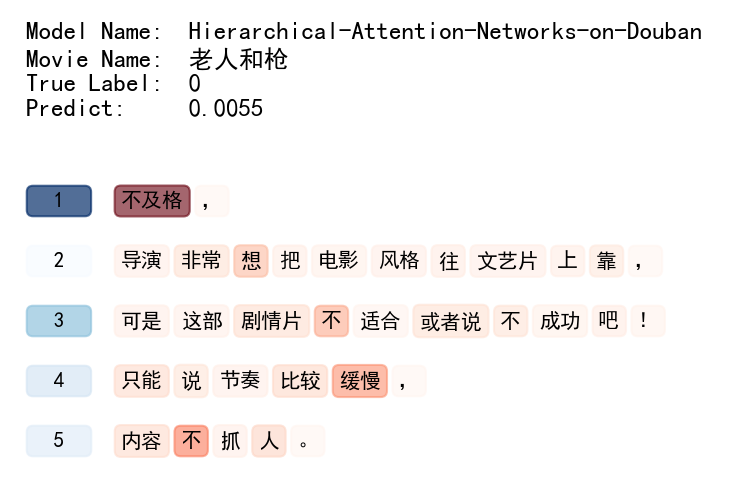 Model Name: Hierarchical-Attention-Networks-on-Douban
Movie Name: 老人和枪
True Label: 0
Predict: 0.0055
1 不及格 ，
2 导演 非常 想 把 电影 风格 往 文艺片 上 靠 ，
3 可是 这部 剧情片 不 适合 或者说 不 成功 吧 ！
4 只能 说 节奏 比较 缓慢 ，
5 内容 不 抓 人 。